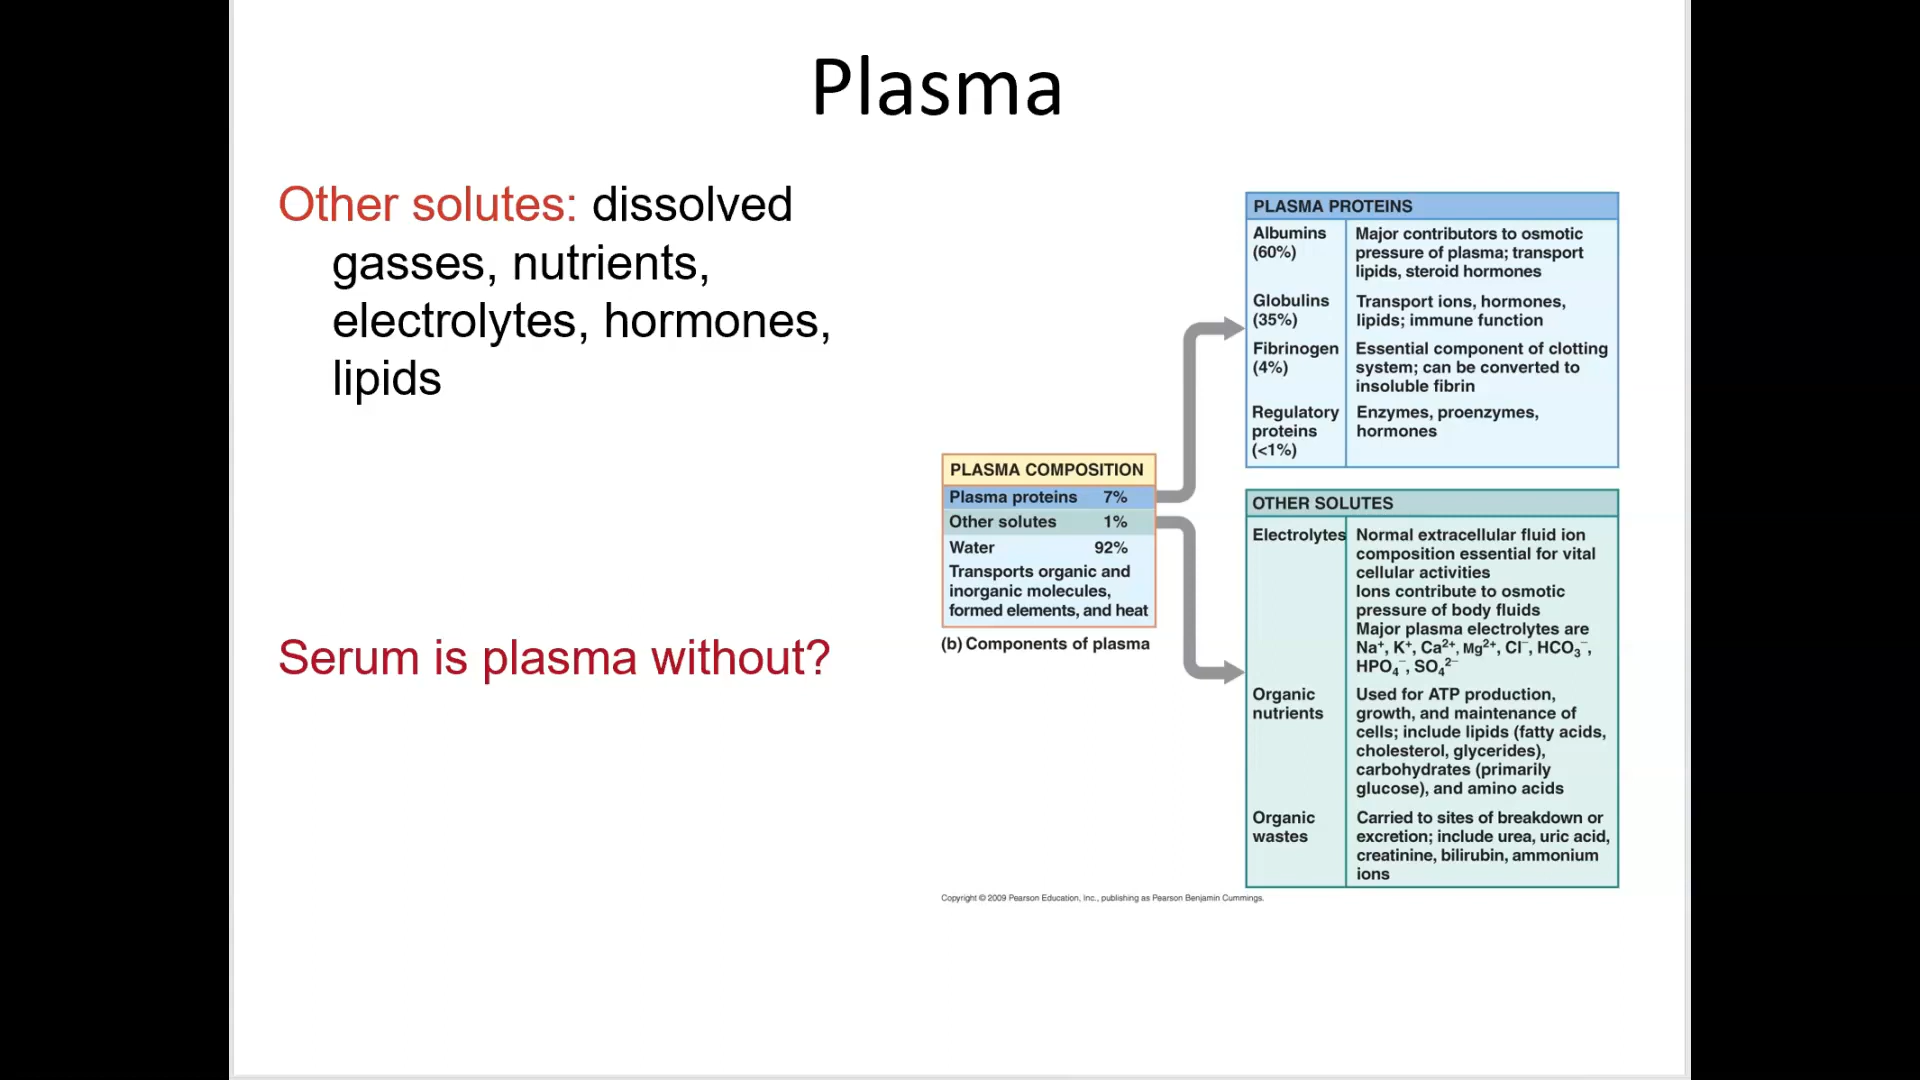 Plasma
Other solutes: dissolved
gasses, nutrients,
electrolytes, hormones,
lipids
Serum is plasma without?
PLASMA COMPOSITION
Plasma proteins 7%
Other solutes 1%
Water 92%
Transports organic and
inorganic molecules,
formed elements, and heat
(b) Components of plasma
PLASMA PROTEINS
Albumins
(60%)
Major contributors to osmotic
pressure of plasma; transport
lipids, steroid hormones
Globulins
(35%)
Transport ions, hormones,
lipids; immune function
Fibrinogen
(4%)
Essential component of clotting
system; can be converted to
insoluble fibrin
Regulatory
proteins
(<1%)
Enzymes, proenzymes,
hormones
OTHER SOLUTES
Electrolytes
Normal extracellular fluid ion
composition essential for vital
cellular activities
Ions contribute to osmotic
pressure of body fluids
Major plasma electrolytes are
Na⁺, K⁺, Ca²⁺, Mg²⁺, Cl⁻, HCO₃⁻,
HPO₄⁻, SO₄²⁻
Organic
nutrients
Used for ATP production,
growth, and maintenance of
cells; include lipids (fatty acids,
cholesterol, glycerides),
carbohydrates (primarily
glucose), and amino acids
Organic
wastes
Carried to sites of breakdown or
excretion; include urea, uric acid,
creatinine, bilirubin, ammonium
ions
Copyright © 2009 Pearson Education, Inc., publishing as Pearson Benjamin Cummings.